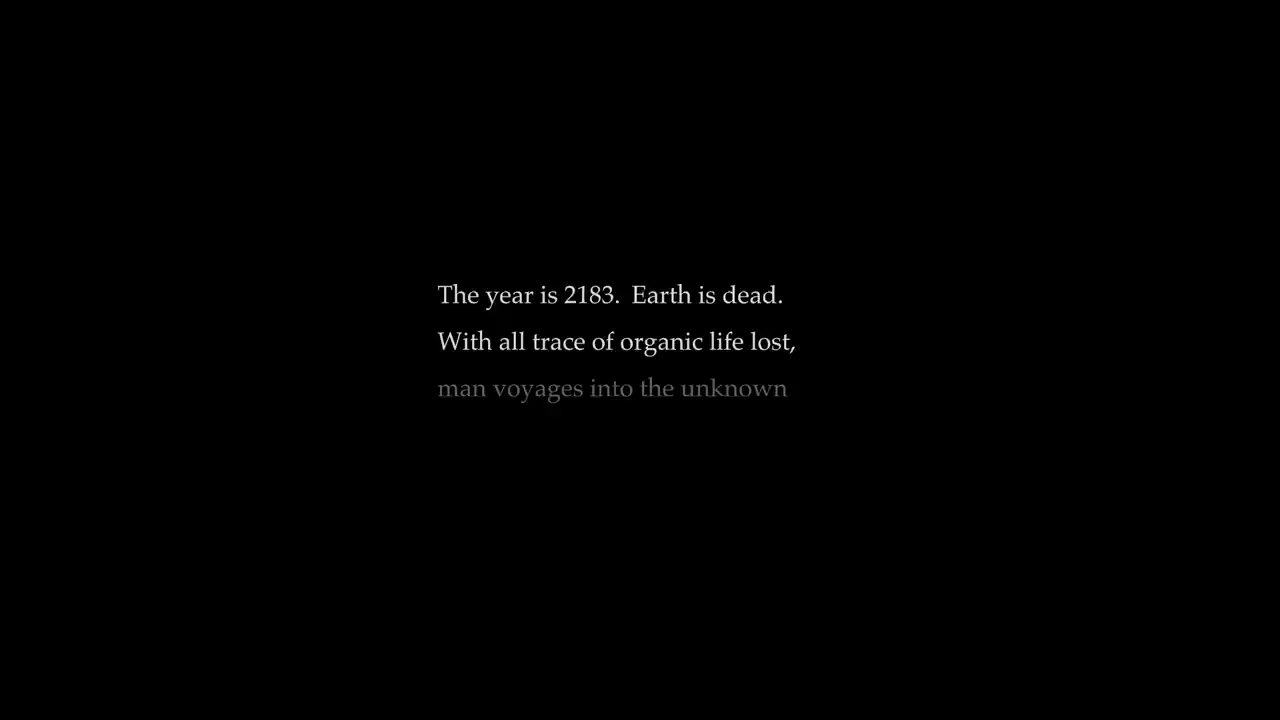 The year is 2183.  Earth is dead.
With all trace of organic life lost,
man voyages into the unknown